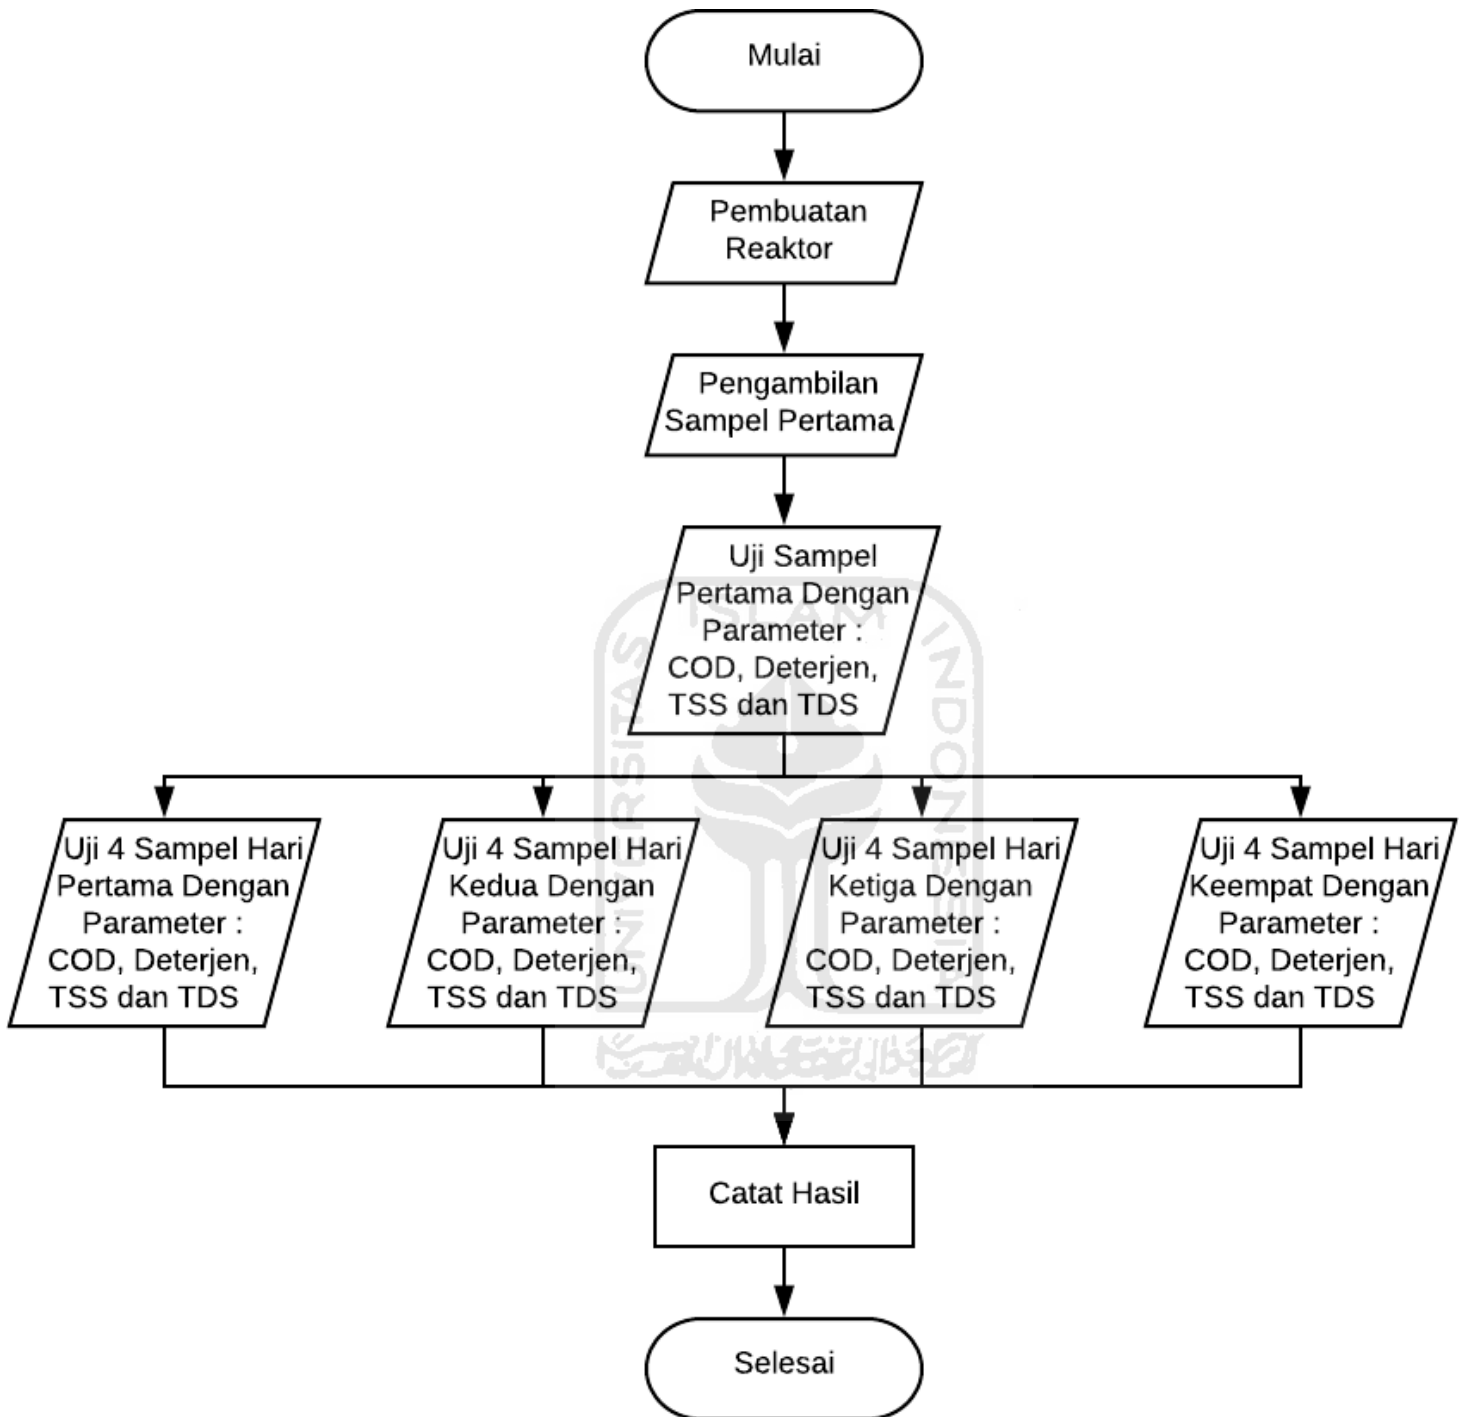 Mulai
Pembuatan
Reaktor
Pengambilan
Sampel Pertama
Uji Sampel
Pertama Dengan
Parameter :
COD, Deterjen,
TSS dan TDS
Uji 4 Sampel Hari
Pertama Dengan
Parameter :
COD, Deterjen,
TSS dan TDS
Uji 4 Sampel Hari
Kedua Dengan
Parameter :
COD, Deterjen,
TSS dan TDS
Uji 4 Sampel Hari
Ketiga Dengan
Parameter :
COD, Deterjen,
TSS dan TDS
Uji 4 Sampel Hari
Keempat Dengan
Parameter :
COD, Deterjen,
TSS dan TDS
Catat Hasil
Selesai
UNIVERSITAS
ISLAM
INDONESIA